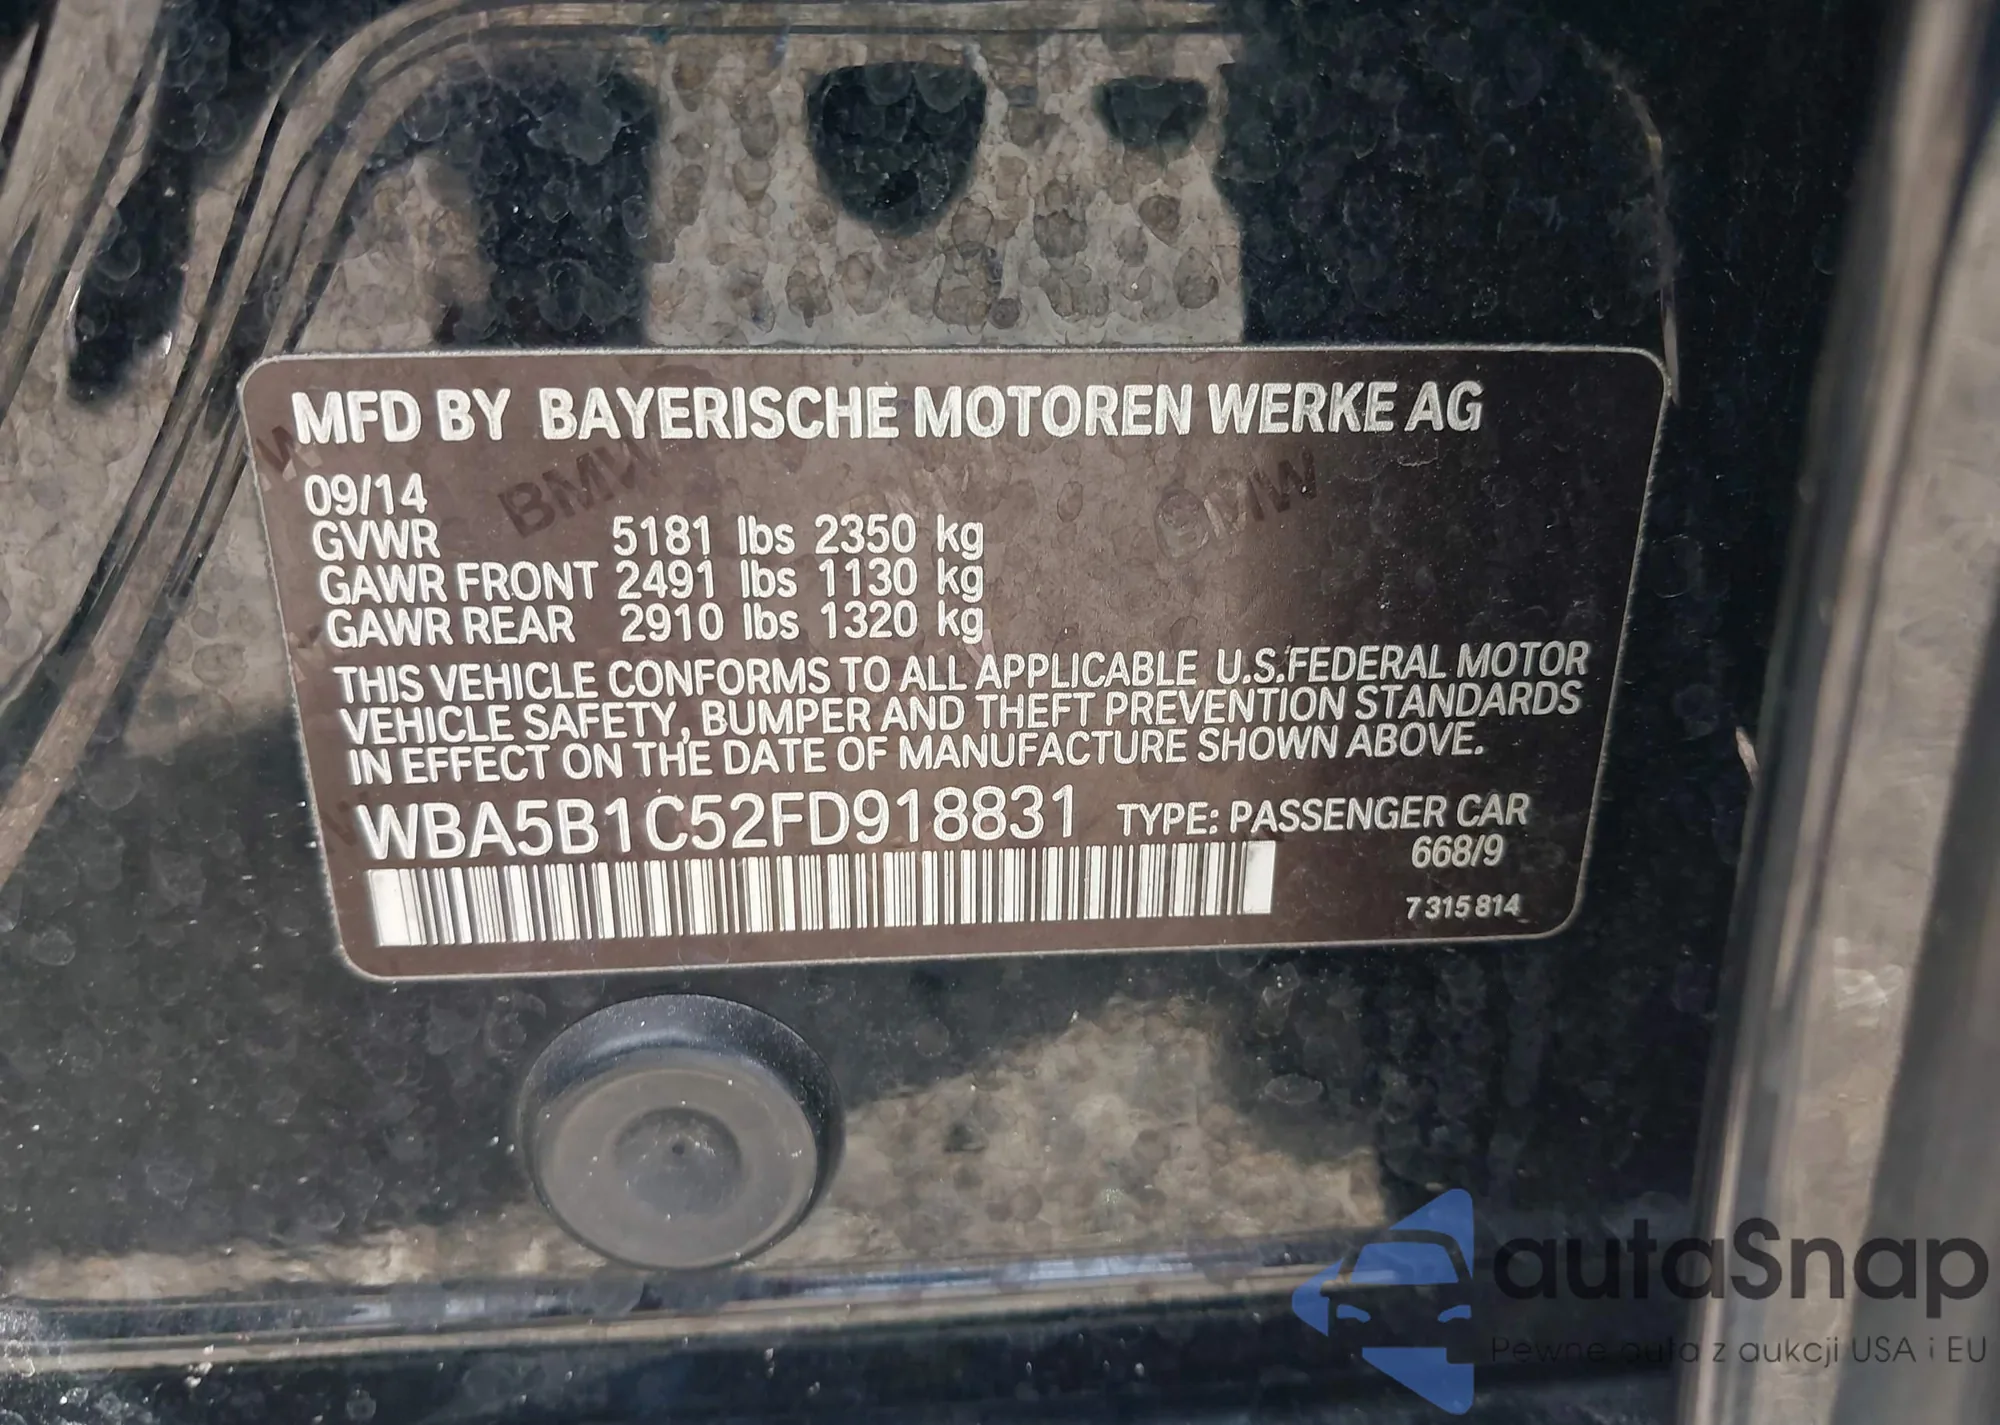 MFD BY BAYERISCHE MOTOREN WERKE AG
09/14
GVWR 5181 lbs 2350 kg
GAWR FRONT 2491 lbs 1130 kg
GAWR REAR 2910 lbs 1320 kg
THIS VEHICLE CONFORMS TO ALL APPLICABLE U.S.FEDERAL MOTOR
VEHICLE SAFETY, BUMPER AND THEFT PREVENTION STANDARDS
IN EFFECT ON THE DATE OF MANUFACTURE SHOWN ABOVE.
WBA5B1C52FD918831 TYPE: PASSENGER CAR
668/9
7 315 814
BMW
BMW
autaSnap
Pewne auta z aukcji USA i EU